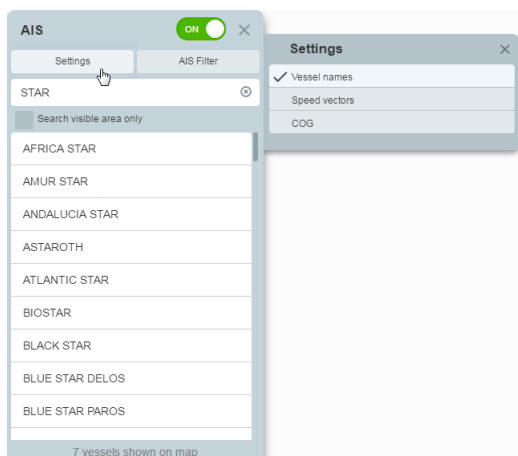 AIS
ON
Settings
AIS Filter
STAR
Search visible area only
AFRICA STAR
AMUR STAR
ANDALUCIA STAR
ASTAROTH
ATLANTIC STAR
BIOSTAR
BLACK STAR
BLUE STAR DELOS
BLUE STAR PAROS
7 vessels shown on map
Settings
Vessel names
Speed vectors
COG